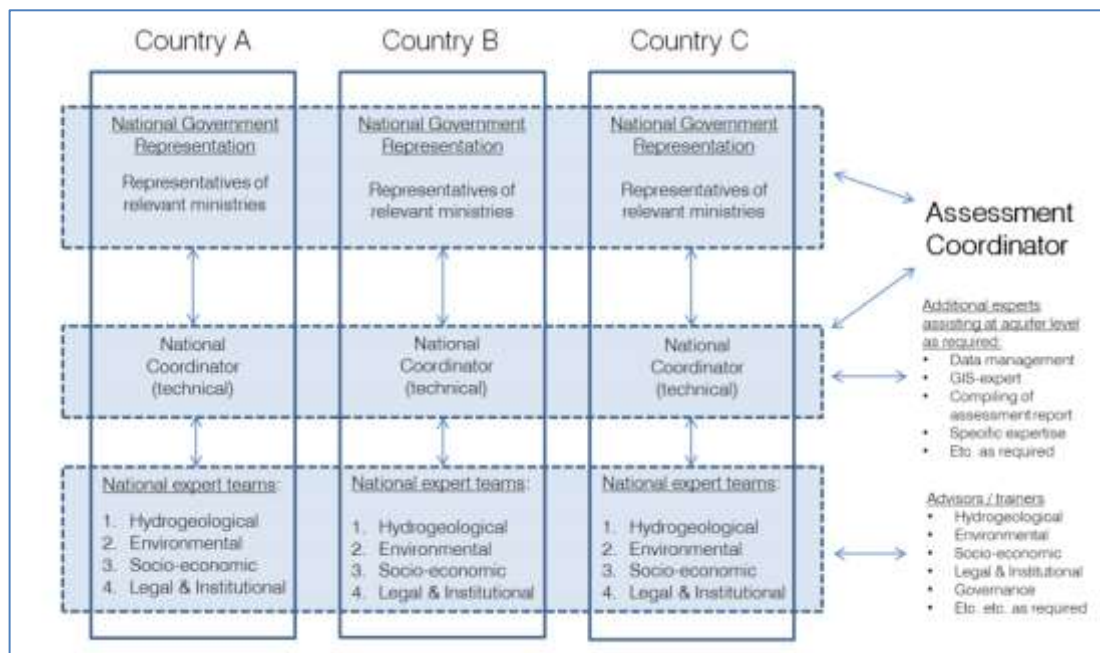 Country A
Country B
Country C
National Government
Representation
Representatives of
relevant ministries
National Government
Representation
Representatives of
relevant ministries
National Government
Representation
Representatives of
relevant ministries
Assessment
Coordinator
National
Coordinator
(technical)
National
Coordinator
(technical)
National
Coordinator
(technical)
Additional experts
assisting at aquifer level
as required:
• Data management
• GIS-expert
• Compiling of
assessment report
• Specific expertise
• Etc. as required
National expert teams:
1. Hydrogeological
2. Environmental
3. Socio-economic
4. Legal & Institutional
National expert teams:
1. Hydrogeological
2. Environmental
3. Socio-economic
4. Legal & Institutional
National expert teams:
1. Hydrogeological
2. Environmental
3. Socio-economic
4. Legal & Institutional
Advisors / trainers
• Hydrogeological
• Environmental
• Socio-economic
• Legal & Institutional
• Governance
• Etc. etc. as required